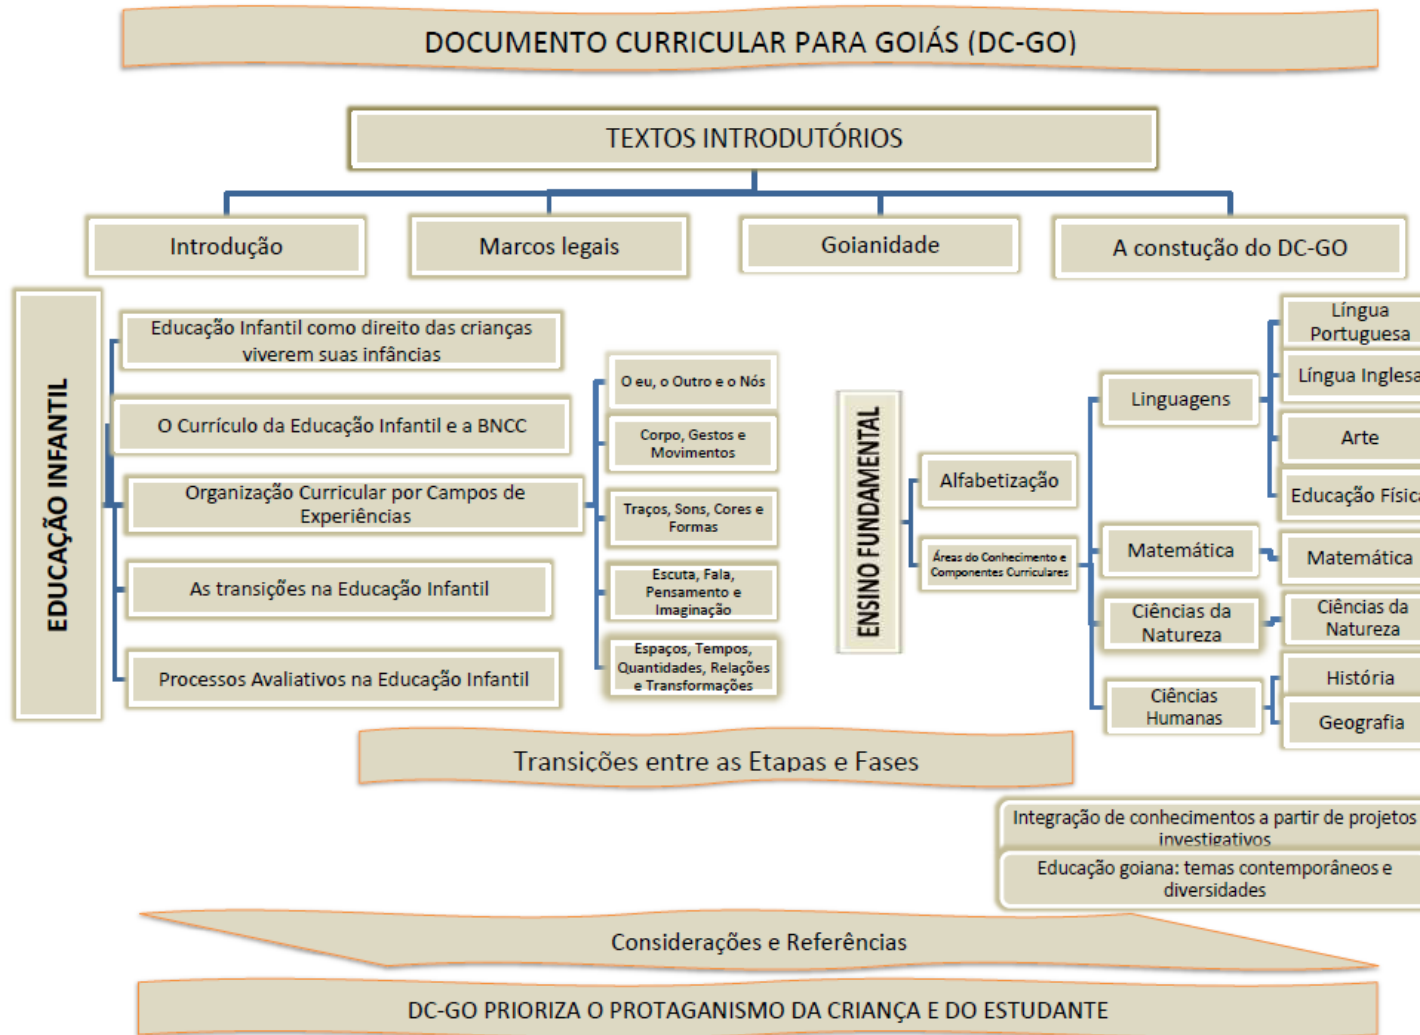 DOCUMENTO CURRICULAR PARA GOIÁS (DC-GO)
TEXTOS INTRODUTÓRIOS
Introdução
Marcos legais
Goianidade
A constução do DC-GO
EDUCAÇÃO INFANTIL
Educação Infantil como direito das crianças
viverem suas infâncias
O Currículo da Educação Infantil e a BNCC
Organização Curricular por Campos de
Experiências
As transições na Educação Infantil
Processos Avaliativos na Educação Infantil
O eu, o Outro e o Nós
Corpo, Gestos e
Movimentos
Traços, Sons, Cores e
Formas
Escuta, Fala,
Pensamento e
Imaginação
Espaços, Tempos,
Quantidades, Relações
e Transformações
ENSINO FUNDAMENTAL
Alfabetização
Áreas do Conhecimento e
Componentes Curriculares
Linguagens
Língua
Portuguesa
Língua Inglesa
Arte
Educação Física
Matemática
Matemática
Ciências da
Natureza
Ciências da
Natureza
Ciências
Humanas
História
Geografia
Transições entre as Etapas e Fases
Integração de conhecimentos a partir de projetos
investigativos
Educação goiana: temas contemporâneos e
diversidades
Considerações e Referências
DC-GO PRIORIZA O PROTAGANISMO DA CRIANÇA E DO ESTUDANTE